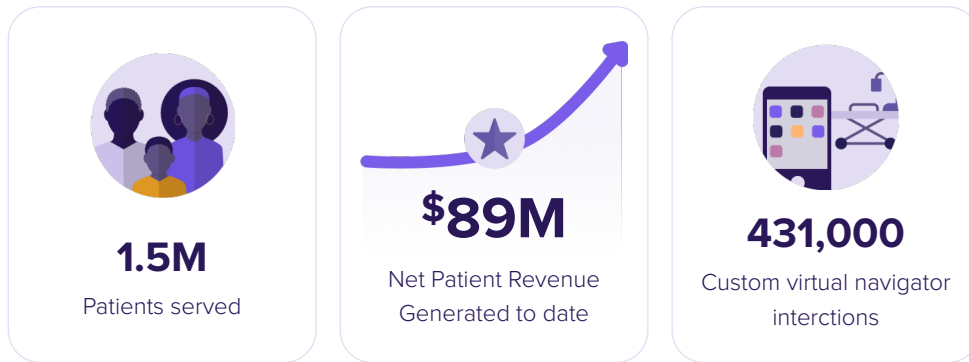 1.5M
Patients served
$89M
Net Patient Revenue
Generated to date
431,000
Custom virtual navigator
interctions